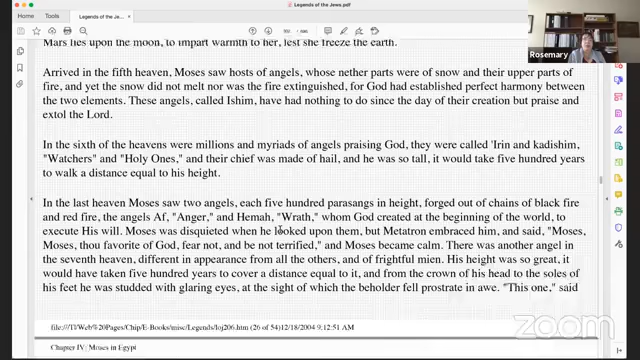 Legends of the Jews.pdf
Home
Tools
Legends of the Jews.pdf
Mars lies upon the moon, to impart warmth to her, lest she freeze the earth.
Rosemary
Arrived in the fifth heaven, Moses saw hosts of angels, whose nether parts were of snow and their upper parts of
fire, and yet the snow did not melt nor was the fire extinguished, for God had established perfect harmony between
the two elements. These angels, called Ishim, have had nothing to do since the day of their creation but praise and
extol the Lord.
In the sixth of the heavens were millions and myriads of angels praising God, they were called 'Irin and kadishim,
"Watchers" and "Holy Ones," and their chief was made of hail, and he was so tall, it would take five hundred years
to walk a distance equal to his height.
In the last heaven Moses saw two angels, each five hundred parasangs in height, forged out of chains of black fire
and red fire, the angels Af, "Anger," and Hemah, "Wrath," whom God created at the beginning of the world, to
execute His will. Moses was disquieted when he looked upon them, but Metatron embraced him, and said, "Moses,
Moses, thou favorite of God, fear not, and be not terrified," and Moses became calm. There was another angel in
the seventh heaven, different in appearance from all the others, and of frightful mien. His height was so great, it
would have taken five hundred years to cover a distance equal to it, and from the crown of his head to the soles of
his feet he was studded with glaring eyes, at the sight of which the beholder fell prostrate in awe. "This one," said
file:///Tl/Web%20Pages/Chip/E-Books/misc/Legends/loj206.htm (26 of 54)12/18/2004 9:12:51 AM
zoom
Chapter IV: Moses in Egypt